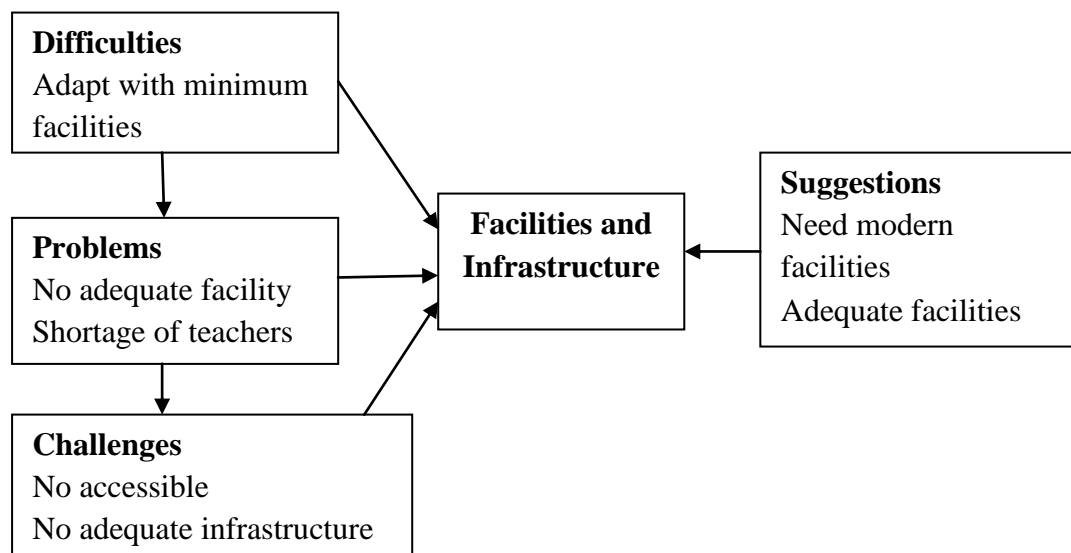 Difficulties
Adapt with minimum
facilities
Problems
No adequate facility
Shortage of teachers
Challenges
No accessible
No adequate infrastructure
Facilities and
Infrastructure
Suggestions
Need modern
facilities
Adequate facilities